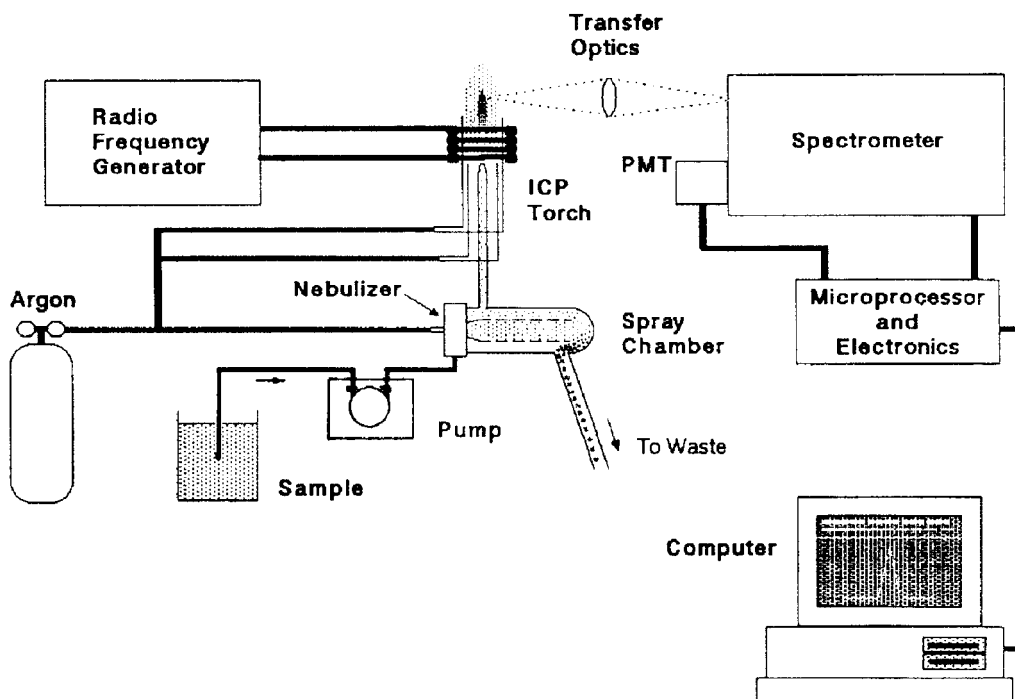 Transfer
Optics
Radio
Frequency
Generator
Spectrometer
PMT
ICP
Torch
Nebulizer
Argon
Spray
Chamber
Microprocessor
and
Electronics
Pump
To Waste
Sample
Computer